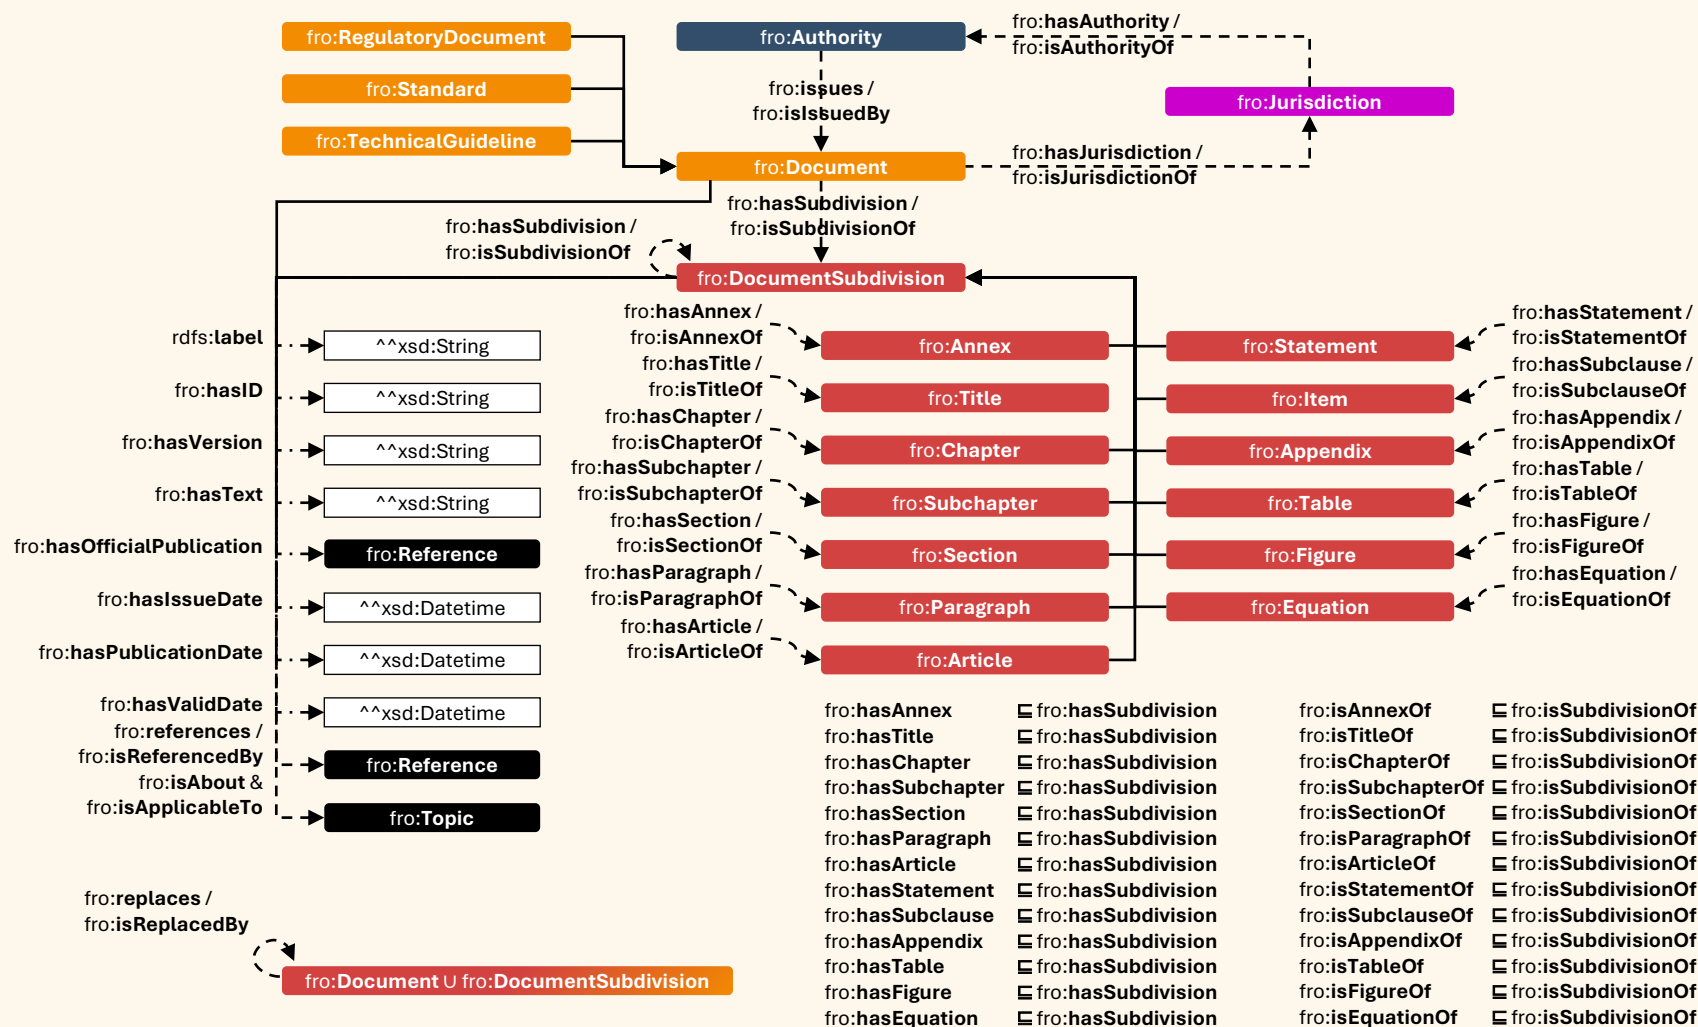 fro:RegulatoryDocument
fro:Standard
fro:TechnicalGuideline
fro:Authority
fro:issues /
fro:isIssuedBy
fro:Document
fro:hasAuthority /
fro:isAuthorityOf
fro:Jurisdiction
fro:hasJurisdiction /
fro:isJurisdictionOf
fro:hasSubdivision /
fro:isSubdivisionOf
fro:hasSubdivision /
fro:isSubdivisionOf
fro:DocumentSubdivision
rdfs:label
^^xsd:String
fro:hasID
^^xsd:String
fro:hasVersion
^^xsd:String
fro:hasText
^^xsd:String
fro:hasOfficialPublication
fro:Reference
fro:hasIssueDate
^^xsd:Datetime
fro:hasPublicationDate
^^xsd:Datetime
fro:hasValidDate
^^xsd:Datetime
fro:references /
fro:isReferencedBy
fro:Reference
fro:isAbout &
fro:isApplicableTo
fro:Topic
fro:hasAnnex /
fro:isAnnexOf
fro:Annex
fro:hasTitle /
fro:isTitleOf
fro:Title
fro:hasChapter /
fro:isChapterOf
fro:Chapter
fro:hasSubchapter /
fro:isSubchapterOf
fro:Subchapter
fro:hasSection /
fro:isSectionOf
fro:Section
fro:hasParagraph /
fro:isParagraphOf
fro:Paragraph
fro:hasArticle /
fro:isArticleOf
fro:Article
fro:Statement
fro:hasStatement /
fro:isStatementOf
fro:Item
fro:hasSubclause /
fro:isSubclauseOf
fro:Appendix
fro:hasAppendix /
fro:isAppendixOf
fro:Table
fro:hasTable /
fro:isTableOf
fro:Figure
fro:hasFigure /
fro:isFigureOf
fro:Equation
fro:hasEquation /
fro:isEquationOf
fro:replaces /
fro:isReplacedBy
fro:Document ∪ fro:DocumentSubdivision
fro:hasAnnex ⊑ fro:hasSubdivision
fro:hasTitle ⊑ fro:hasSubdivision
fro:hasChapter ⊑ fro:hasSubdivision
fro:hasSubchapter ⊑ fro:hasSubdivision
fro:hasSection ⊑ fro:hasSubdivision
fro:hasParagraph ⊑ fro:hasSubdivision
fro:hasArticle ⊑ fro:hasSubdivision
fro:hasStatement ⊑ fro:hasSubdivision
fro:hasSubclause ⊑ fro:hasSubdivision
fro:hasAppendix ⊑ fro:hasSubdivision
fro:hasTable ⊑ fro:hasSubdivision
fro:hasFigure ⊑ fro:hasSubdivision
fro:hasEquation ⊑ fro:hasSubdivision
fro:isAnnexOf ⊑ fro:isSubdivisionOf
fro:isTitleOf ⊑ fro:isSubdivisionOf
fro:isChapterOf ⊑ fro:isSubdivisionOf
fro:isSubchapterOf ⊑ fro:isSubdivisionOf
fro:isSectionOf ⊑ fro:isSubdivisionOf
fro:isParagraphOf ⊑ fro:isSubdivisionOf
fro:isArticleOf ⊑ fro:isSubdivisionOf
fro:isStatementOf ⊑ fro:isSubdivisionOf
fro:isSubclauseOf ⊑ fro:isSubdivisionOf
fro:isAppendixOf ⊑ fro:isSubdivisionOf
fro:isTableOf ⊑ fro:isSubdivisionOf
fro:isFigureOf ⊑ fro:isSubdivisionOf
fro:isEquationOf ⊑ fro:isSubdivisionOf